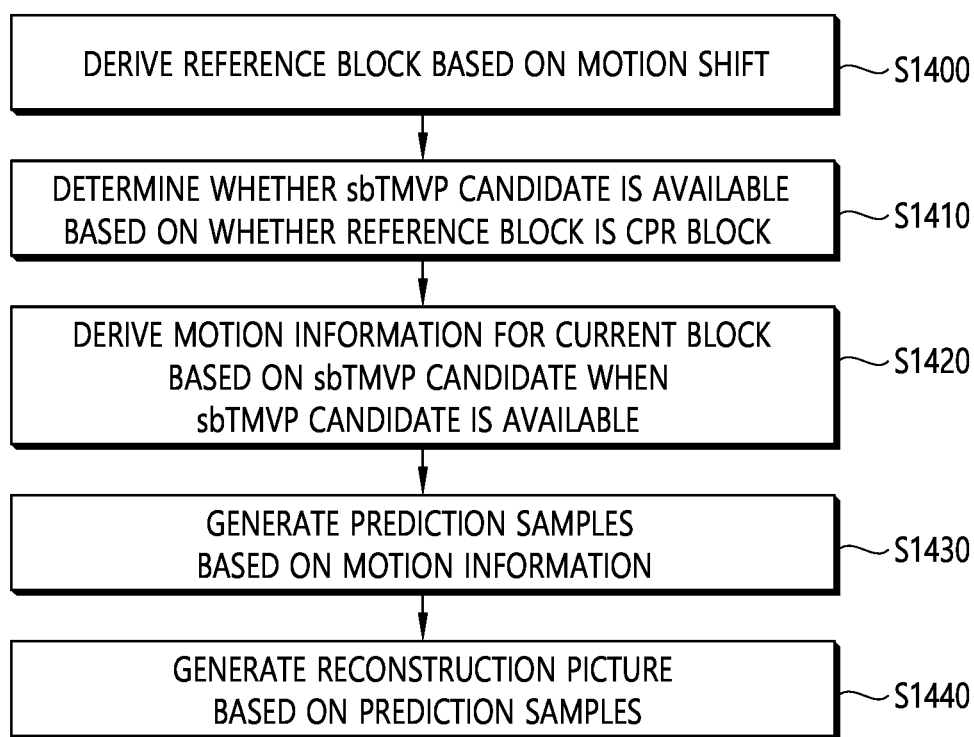 DERIVE REFERENCE BLOCK BASED ON MOTION SHIFT
S1400
DETERMINE WHETHER sbTMVP CANDIDATE IS AVAILABLE
BASED ON WHETHER REFERENCE BLOCK IS CPR BLOCK
S1410
DERIVE MOTION INFORMATION FOR CURRENT BLOCK
BASED ON sbTMVP CANDIDATE WHEN
sbTMVP CANDIDATE IS AVAILABLE
S1420
GENERATE PREDICTION SAMPLES
BASED ON MOTION INFORMATION
S1430
GENERATE RECONSTRUCTION PICTURE
BASED ON PREDICTION SAMPLES
S1440